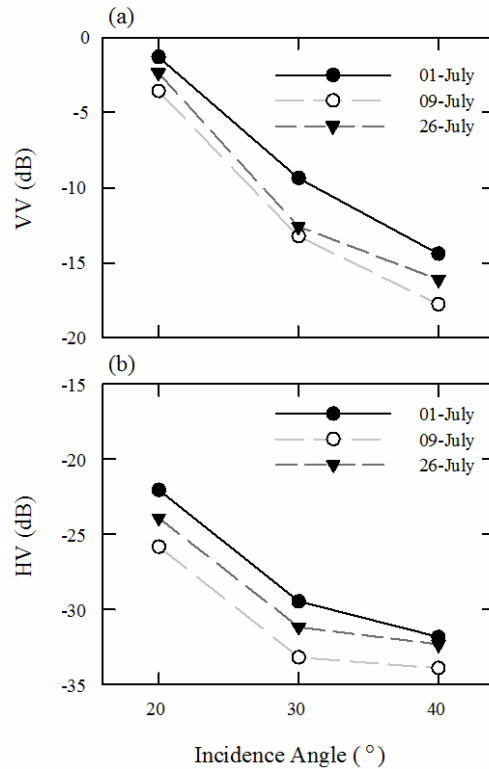 (a)
0
-5
-10
-15
-20
VV (dB)
01-July
09-July
26-July
(b)
-15
-20
-25
-30
-35
HV (dB)
01-July
09-July
26-July
20 30 40
Incidence Angle (°)